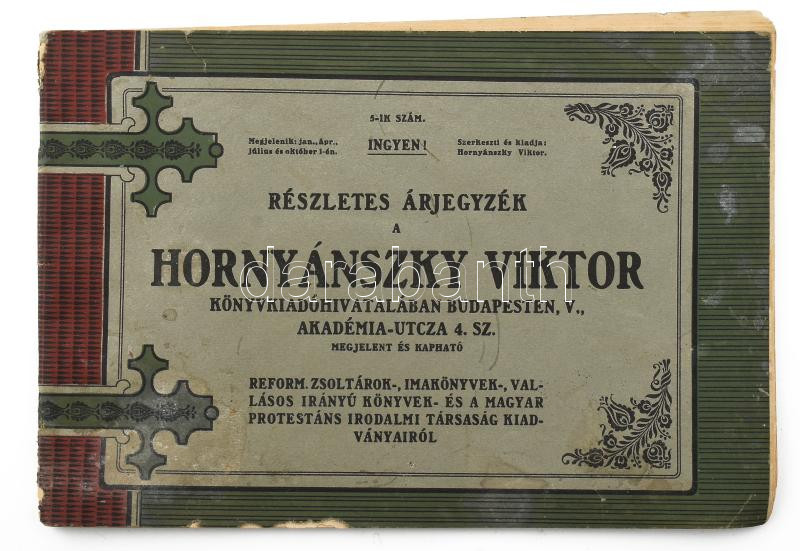 5-IK SZÁM.
Megjelenik: jan., ápr.,
július és október 1-én.
INGYEN!
Szerkeszti és kiadja:
Hornyánszky Viktor.
RÉSZLETES ÁRJEGYZÉK
A
HORNYÁNSZKY VIKTOR
KÖNYVKIADÓHIVATALÁBAN BUDAPESTEN, V.,
AKADÉMIA-UTCZA 4. SZ.
MEGJELENT ÉS KAPHATÓ
REFORM. ZSOLTÁROK-, IMAKÖNYVEK-, VAL-
LÁSOS IRÁNYÚ KÖNYVEK- ÉS A MAGYAR
PROTESTÁNS IRODALMI TÁRSASÁG KIAD-
VÁNYAIRÓL
darabanth